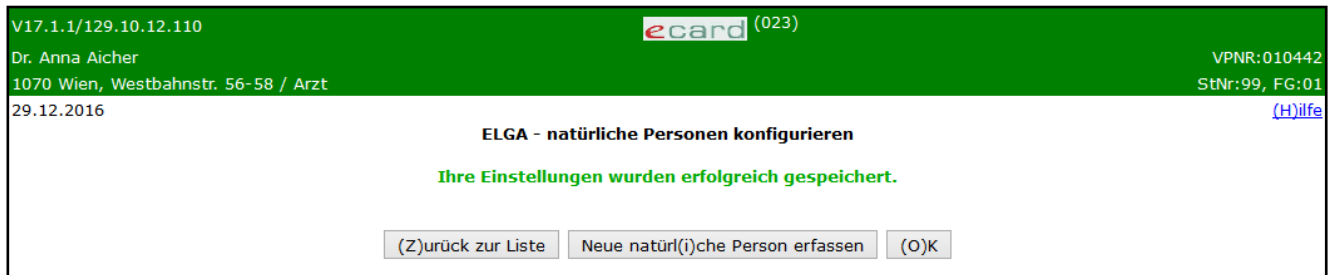 V17.1.1/129.10.12.110 ecard (023)
Dr. Anna Aicher VPNR:010442
1070 Wien, Westbahnstr. 56-58 / Arzt StNr:99, FG:01
29.12.2016 (H)ilfe
ELGA - natürliche Personen konfigurieren
Ihre Einstellungen wurden erfolgreich gespeichert.
(Z)urück zur Liste Neue natürl(i)che Person erfassen (O)K